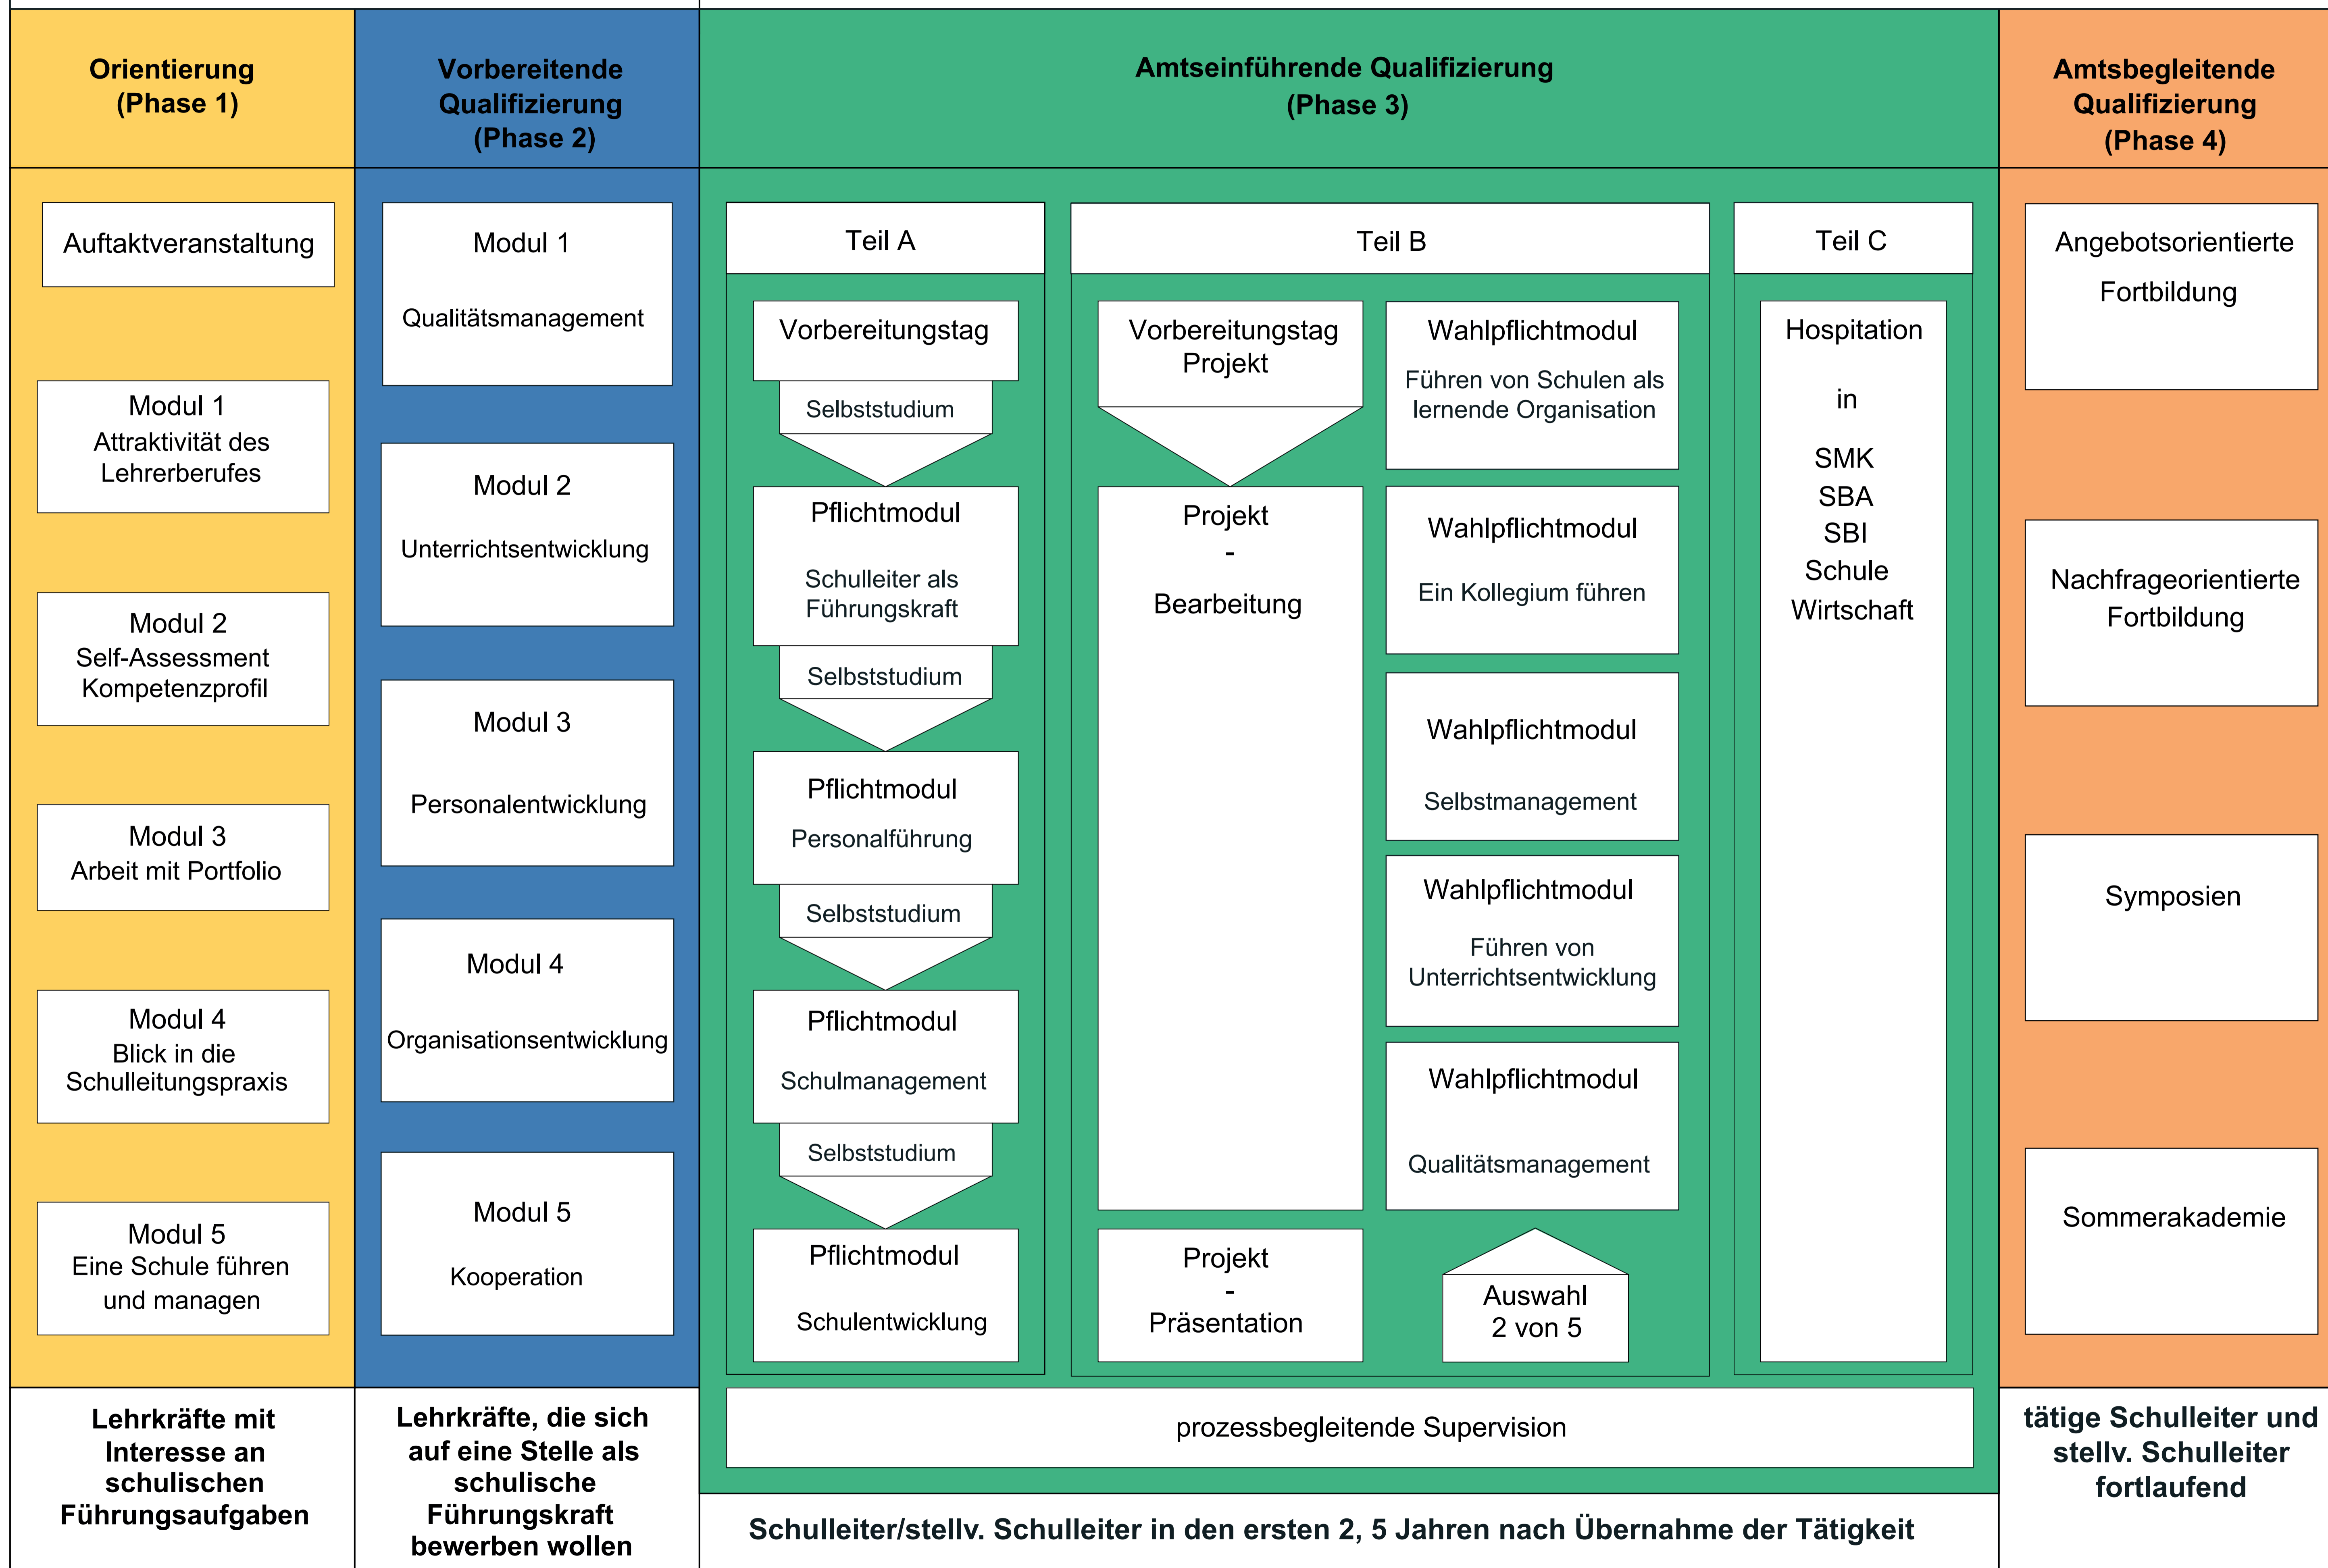 Orientierung
(Phase 1)
Auftaktveranstaltung
Modul 1
Attraktivität des
Lehrerberufes
Modul 2
Self-Assessment
Kompetenzprofil
Modul 3
Arbeit mit Portfolio
Modul 4
Blick in die
Schulleitungspraxis
Modul 5
Eine Schule führen
und managen
Lehrkräfte mit
Interesse an
schulischen
Führungsaufgaben
Vorbereitende
Qualifizierung
(Phase 2)
Modul 1
Qualitätsmanagement
Modul 2
Unterrichtsentwicklung
Modul 3
Personalentwicklung
Modul 4
Organisationsentwicklung
Modul 5
Kooperation
Lehrkräfte, die sich
auf eine Stelle als
schulische
Führungskraft
bewerben wollen
Amtseinführende Qualifizierung
(Phase 3)
Teil A
Vorbereitungstag
Selbststudium
Pflichtmodul
Schulleiter als
Führungskraft
Selbststudium
Pflichtmodul
Personalführung
Selbststudium
Pflichtmodul
Schulmanagement
Selbststudium
Pflichtmodul
Schulentwicklung
Teil B
Vorbereitungstag
Projekt
Projekt
-
Bearbeitung
Projekt
-
Präsentation
Wahlpflichtmodul
Führen von Schulen als
lernende Organisation
Wahlpflichtmodul
Ein Kollegium führen
Wahlpflichtmodul
Selbstmanagement
Wahlpflichtmodul
Führen von
Unterrichtsentwicklung
Wahlpflichtmodul
Qualitätsmanagement
Auswahl
2 von 5
Teil C
Hospitation
in
SMK
SBA
SBI
Schule
Wirtschaft
prozessbegleitende Supervision
Schulleiter/stellv. Schulleiter in den ersten 2, 5 Jahren nach Übernahme der Tätigkeit
Amtsbegleitende
Qualifizierung
(Phase 4)
Angebotsorientierte
Fortbildung
Nachfrageorientierte
Fortbildung
Symposien
Sommerakademie
tätige Schulleiter und
stellv. Schulleiter
fortlaufend